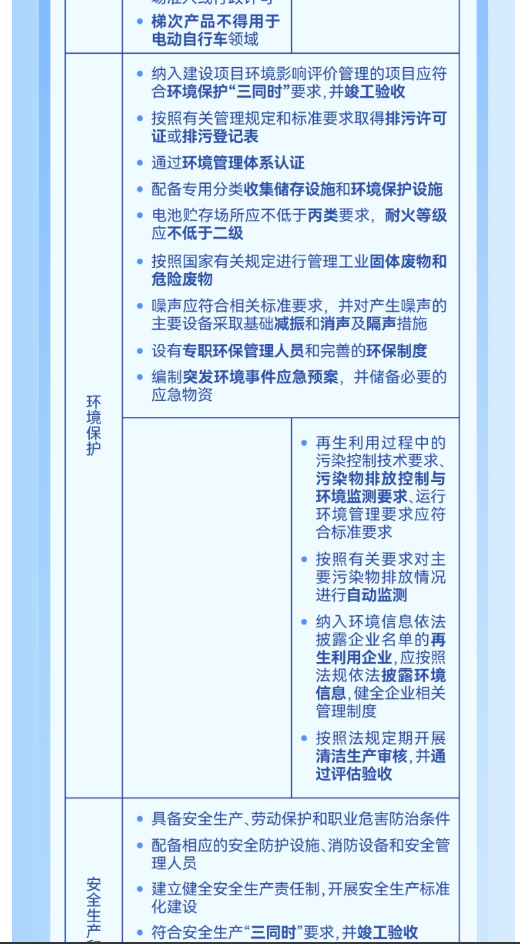 梯次产品不得用于
电动自行车领域
环境保护
纳入建设项目环境影响评价管理的项目应符
合环境保护“三同时”要求,并竣工验收
按照有关管理规定和标准要求取得排污许可
证或排污登记表
通过环境管理体系认证
配备专用分类收集储存设施和环境保护设施
电池贮存场所应不低于丙类要求，耐火等级
应不低于二级
按照国家有关规定进行管理工业固体废物和
危险废物
噪声应符合相关标准要求，并对产生噪声的
主要设备采取基础减振和消声及隔声措施
设有专职环保管理人员和完善的环保制度
编制突发环境事件应急预案，并储备必要的
应急物资
再生利用过程中的
污染控制技术要求、
污染物排放控制与
环境监测要求、运行
环境管理要求应符
合标准要求
按照有关要求对主
要污染物排放情况
进行自动监测
纳入环境信息依法
披露企业名单的再
生利用企业,应按照
法规依法披露环境
信息,健全企业相关
管理制度
按照法规定期开展
清洁生产审核,并通
过评估验收
安全生产
具备安全生产、劳动保护和职业危害防治条件
配备相应的安全防护设施、消防设备和安全管
理人员
建立健全安全生产责任制,开展安全生产标准
化建设
符合安全生产“三同时”要求,并竣工验收